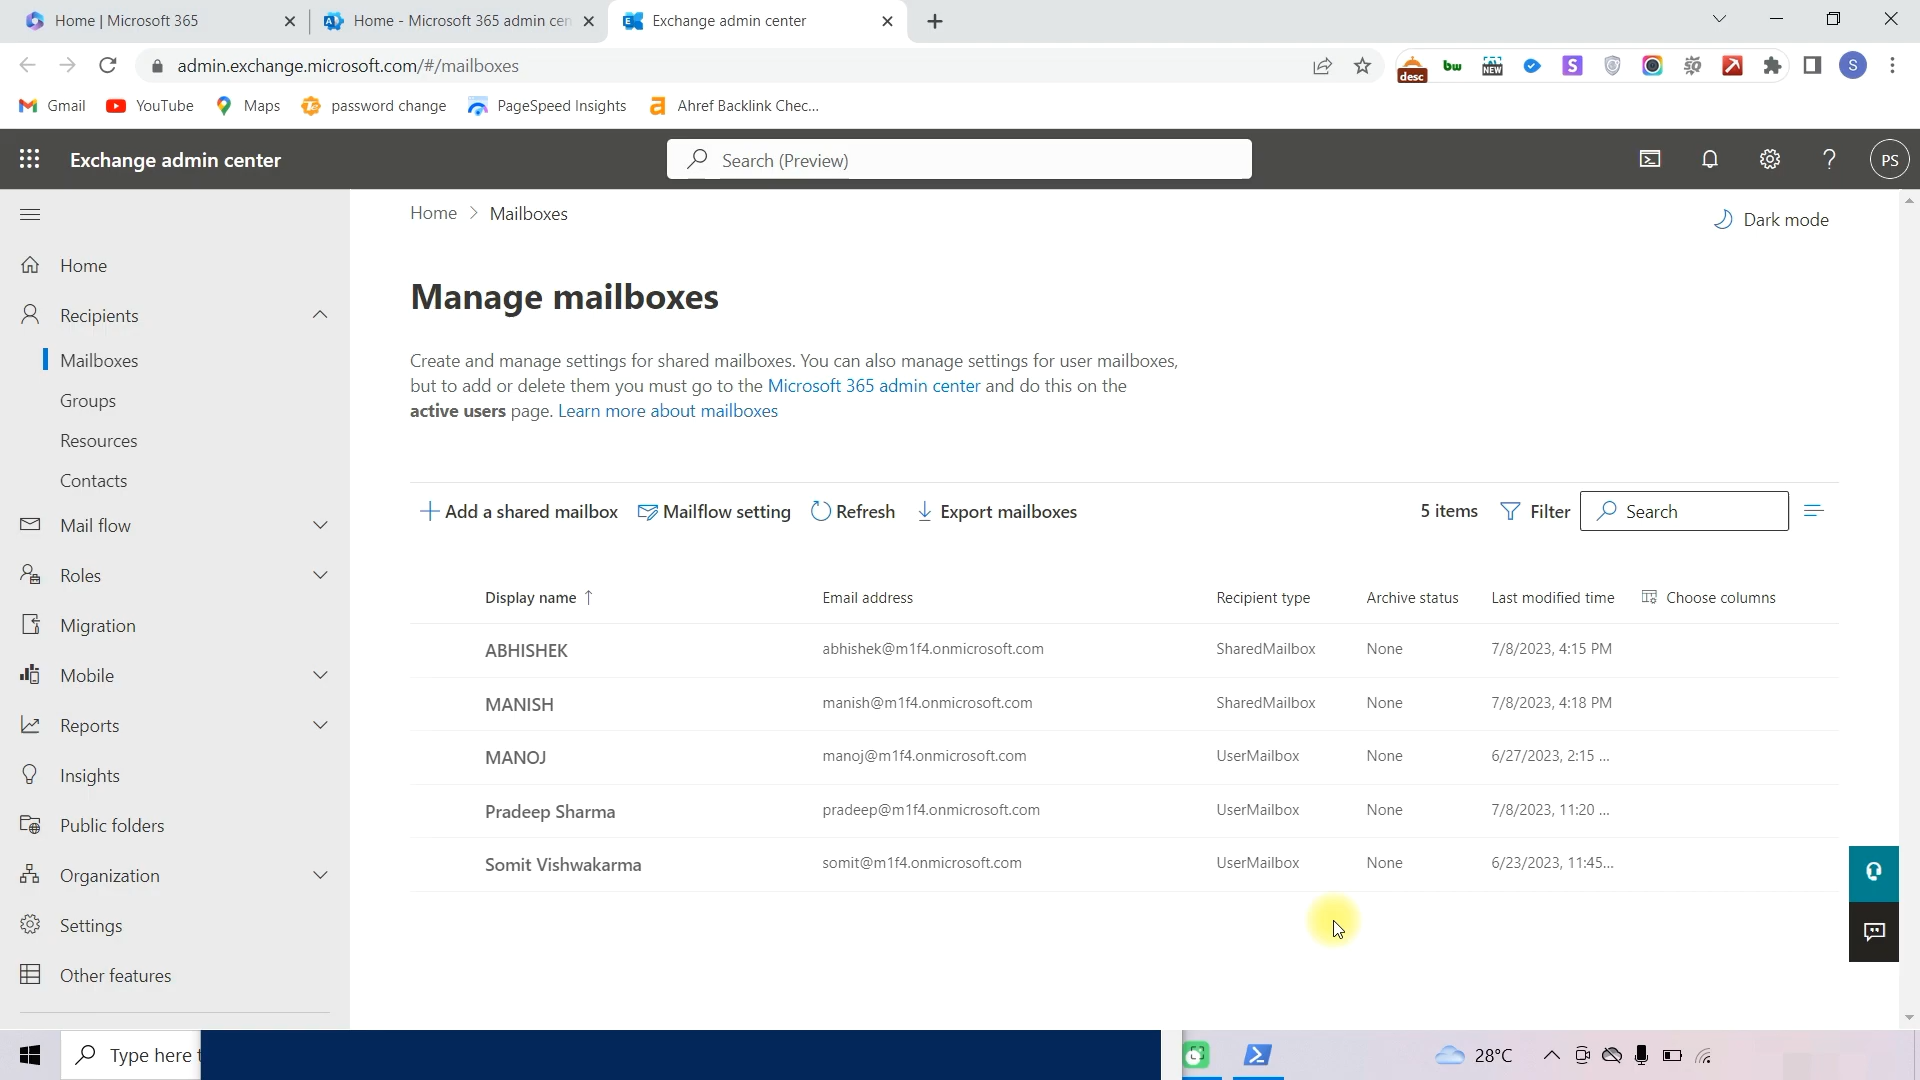 Home | Microsoft 365
Home - Microsoft 365 admin cen
Exchange admin center
admin.exchange.microsoft.com/#/mailboxes
desc
bw
NEW
S
S
Gmail
YouTube
Maps
password change
PageSpeed Insights
Ahref Backlink Chec...
Exchange admin center
Search (Preview)
PS
Home > Mailboxes
Dark mode
Home
Recipients
Mailboxes
Groups
Resources
Contacts
Mail flow
Roles
Migration
Mobile
Reports
Insights
Public folders
Organization
Settings
Other features
Manage mailboxes
Create and manage settings for shared mailboxes. You can also manage settings for user mailboxes,
but to add or delete them you must go to the Microsoft 365 admin center and do this on the
active users page. Learn more about mailboxes
Add a shared mailbox Mailflow setting Refresh Export mailboxes 5 items Filter Search
Display name ↑ Email address Recipient type Archive status Last modified time Choose columns
ABHISHEK abhishek@m1f4.onmicrosoft.com SharedMailbox None 7/8/2023, 4:15 PM
MANISH manish@m1f4.onmicrosoft.com SharedMailbox None 7/8/2023, 4:18 PM
MANOJ manoj@m1f4.onmicrosoft.com UserMailbox None 6/27/2023, 2:15 ...
Pradeep Sharma pradeep@m1f4.onmicrosoft.com UserMailbox None 7/8/2023, 11:20 ...
Somit Vishwakarma somit@m1f4.onmicrosoft.com UserMailbox None 6/23/2023, 11:45...
Type here t
28°C